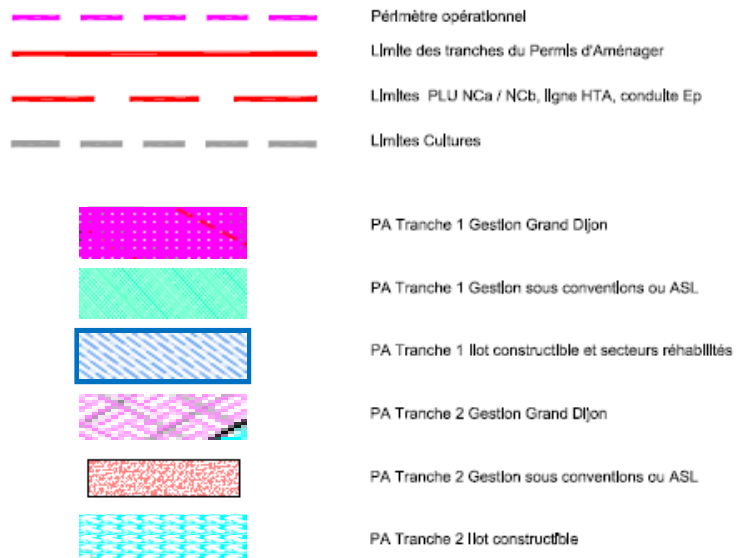 Périmètre opérationnel
Limite des tranches du Permis d'Aménager
Limites PLU NCa / NCb, ligne HTA, conduite Ep
Limites Cultures
PA Tranche 1 Gestion Grand Dijon
PA Tranche 1 Gestion sous conventions ou ASL
PA Tranche 1 Ilot constructible et secteurs réhabilités
PA Tranche 2 Gestion Grand Dijon
PA Tranche 2 Gestion sous conventions ou ASL
PA Tranche 2 Ilot constructible